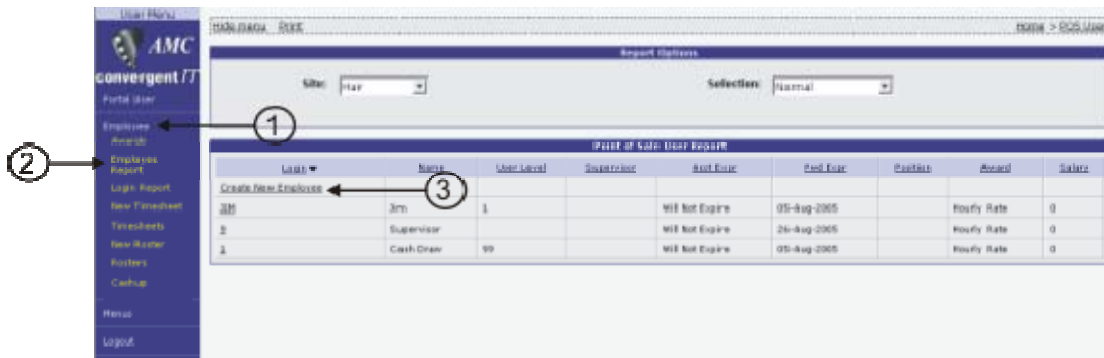 User Menu
AMC
convergent IT
Portal User
Employee
Awards
Employee Report
Login Report
New Timesheet
Timesheets
New Roster
Rosters
Cashup
Menus
Logout
1
2
3
Hide menu Print Home > POS User
Report Options
Site: Hair Selection: Normal
Point of Sale User Report
Login Name User Level Supervisor Acct Expr Pwd Expr Position Award Salary
Create New Employee
JIM Jim 1 Will Not Expire 05-Aug-2005 Hourly Rate 0
Supervisor Will Not Expire 26-Aug-2005 Hourly Rate 0
1 Cash Draw 99 Will Not Expire 05-Aug-2005 Hourly Rate 0